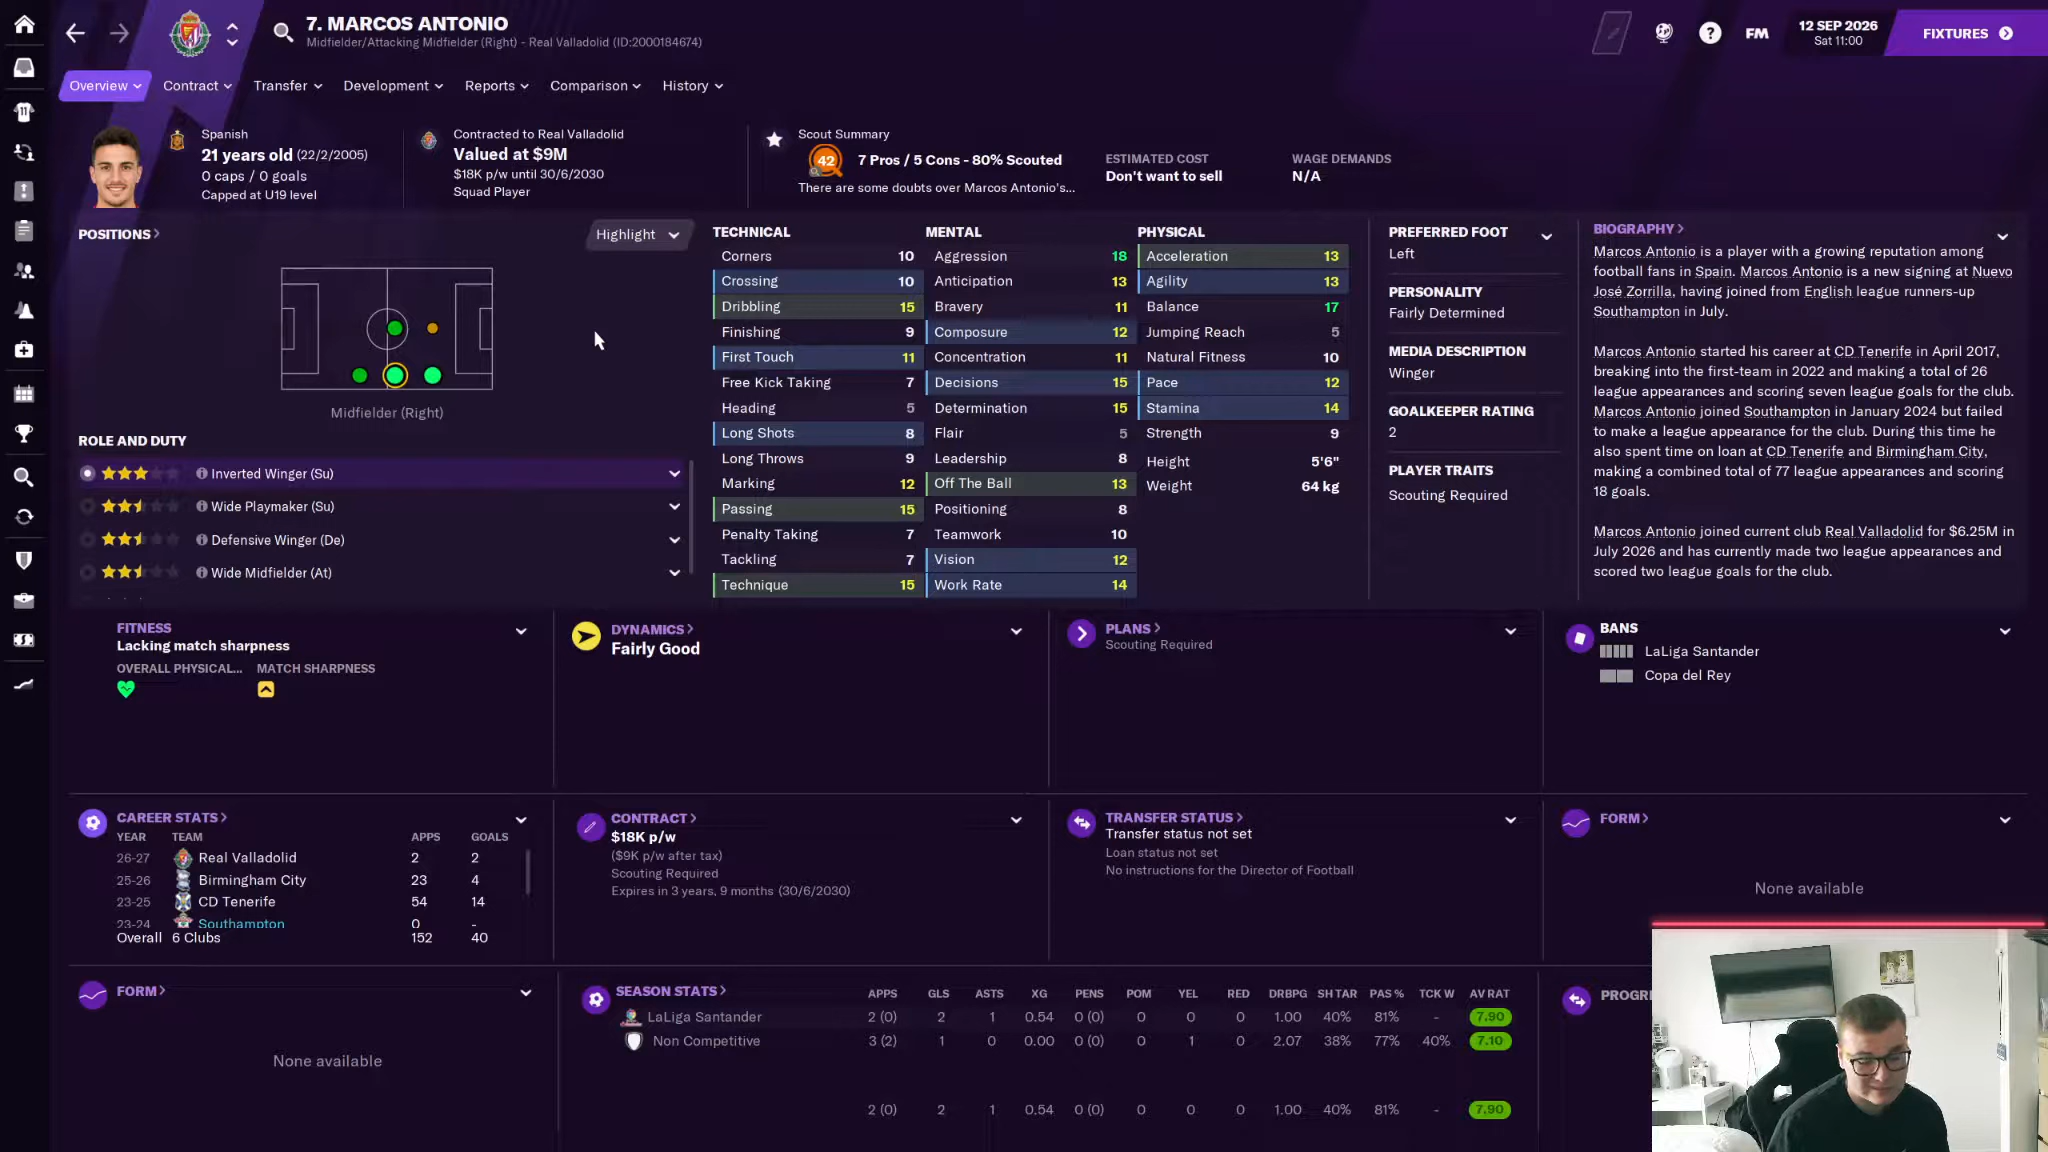 7. MARCOS ANTONIO
Midfielder/Attacking Midfielder (Right) - Real Valladolid (ID:2000184674)
FM
12 SEP 2026
Sat 11:00
FIXTURES
Overview
Contract
Transfer
Development
Reports
Comparison
History
Spanish
21 years old (22/2/2005)
0 caps / 0 goals
Capped at U19 level
Contracted to Real Valladolid
Valued at $9M
$18K p/w until 30/6/2030
Squad Player
Scout Summary
42 7 Pros / 5 Cons - 80% Scouted
There are some doubts over Marcos Antonio's...
ESTIMATED COST
Don't want to sell
WAGE DEMANDS
N/A
POSITIONS
Highlight
Midfielder (Right)
ROLE AND DUTY
Inverted Winger (Su)
Wide Playmaker (Su)
Defensive Winger (De)
Wide Midfielder (At)
TECHNICAL
Corners 10
Crossing 10
Dribbling 15
Finishing 9
First Touch 11
Free Kick Taking 7
Heading 5
Long Shots 8
Long Throws 9
Marking 12
Passing 15
Penalty Taking 7
Tackling 7
Technique 15
MENTAL
Aggression 18
Anticipation 13
Bravery 11
Composure 12
Concentration 11
Decisions 15
Determination 15
Flair 5
Leadership 8
Off The Ball 13
Positioning 8
Teamwork 10
Vision 12
Work Rate 14
PHYSICAL
Acceleration 13
Agility 13
Balance 17
Jumping Reach 5
Natural Fitness 10
Pace 12
Stamina 14
Strength 9
Height 5'6"
Weight 64 kg
PREFERRED FOOT
Left
PERSONALITY
Fairly Determined
MEDIA DESCRIPTION
Winger
GOALKEEPER RATING
2
PLAYER TRAITS
Scouting Required
BIOGRAPHY
Marcos Antonio is a player with a growing reputation among
football fans in Spain. Marcos Antonio is a new signing at Nuevo
José Zorrilla, having joined from English league runners-up
Southampton in July.
Marcos Antonio started his career at CD Tenerife in April 2017,
breaking into the first-team in 2022 and making a total of 26
league appearances and scoring seven league goals for the club.
Marcos Antonio joined Southampton in January 2024 but failed
to make a league appearance for the club. During this time he
also spent time on loan at CD Tenerife and Birmingham City,
making a combined total of 77 league appearances and scoring
18 goals.
Marcos Antonio joined current club Real Valladolid for $6.25M in
July 2026 and has currently made two league appearances and
scored two league goals for the club.
FITNESS
Lacking match sharpness
OVERALL PHYSICAL... MATCH SHARPNESS
DYNAMICS
Fairly Good
PLANS
Scouting Required
BANS
LaLiga Santander
Copa del Rey
CAREER STATS
YEAR TEAM APPS GOALS
26-27 Real Valladolid 2 2
25-26 Birmingham City 23 4
23-25 CD Tenerife 54 14
23-24 Southampton 0 -
Overall 6 Clubs 152 40
CONTRACT
$18K p/w
($9K p/w after tax)
Scouting Required
Expires in 3 years, 9 months (30/6/2030)
TRANSFER STATUS
Transfer status not set
Loan status not set
No instructions for the Director of Football
FORM
None available
FORM
None available
SEASON STATS APPS GLS ASTS XG PENS POM YEL RED DRBPG SH TAR PAS % TCK W AV RAT
LaLiga Santander 2 (0) 2 1 0.54 0 (0) 0 0 0 1.00 40% 81% - 7.90
Non Competitive 3 (2) 1 0 0.00 0 (0) 0 1 0 2.07 38% 77% 40% 7.10
2 (0) 2 1 0.54 0 (0) 0 0 0 1.00 40% 81% - 7.90
PROGR